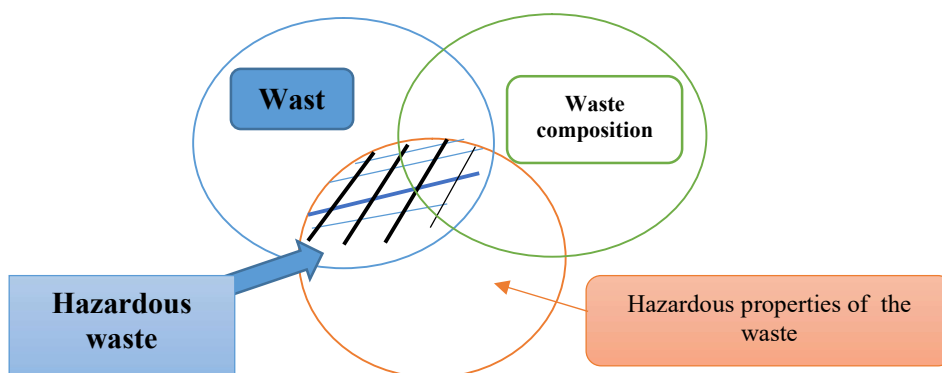 Wast
Waste
composition
Hazardous
waste
Hazardous properties of the
waste